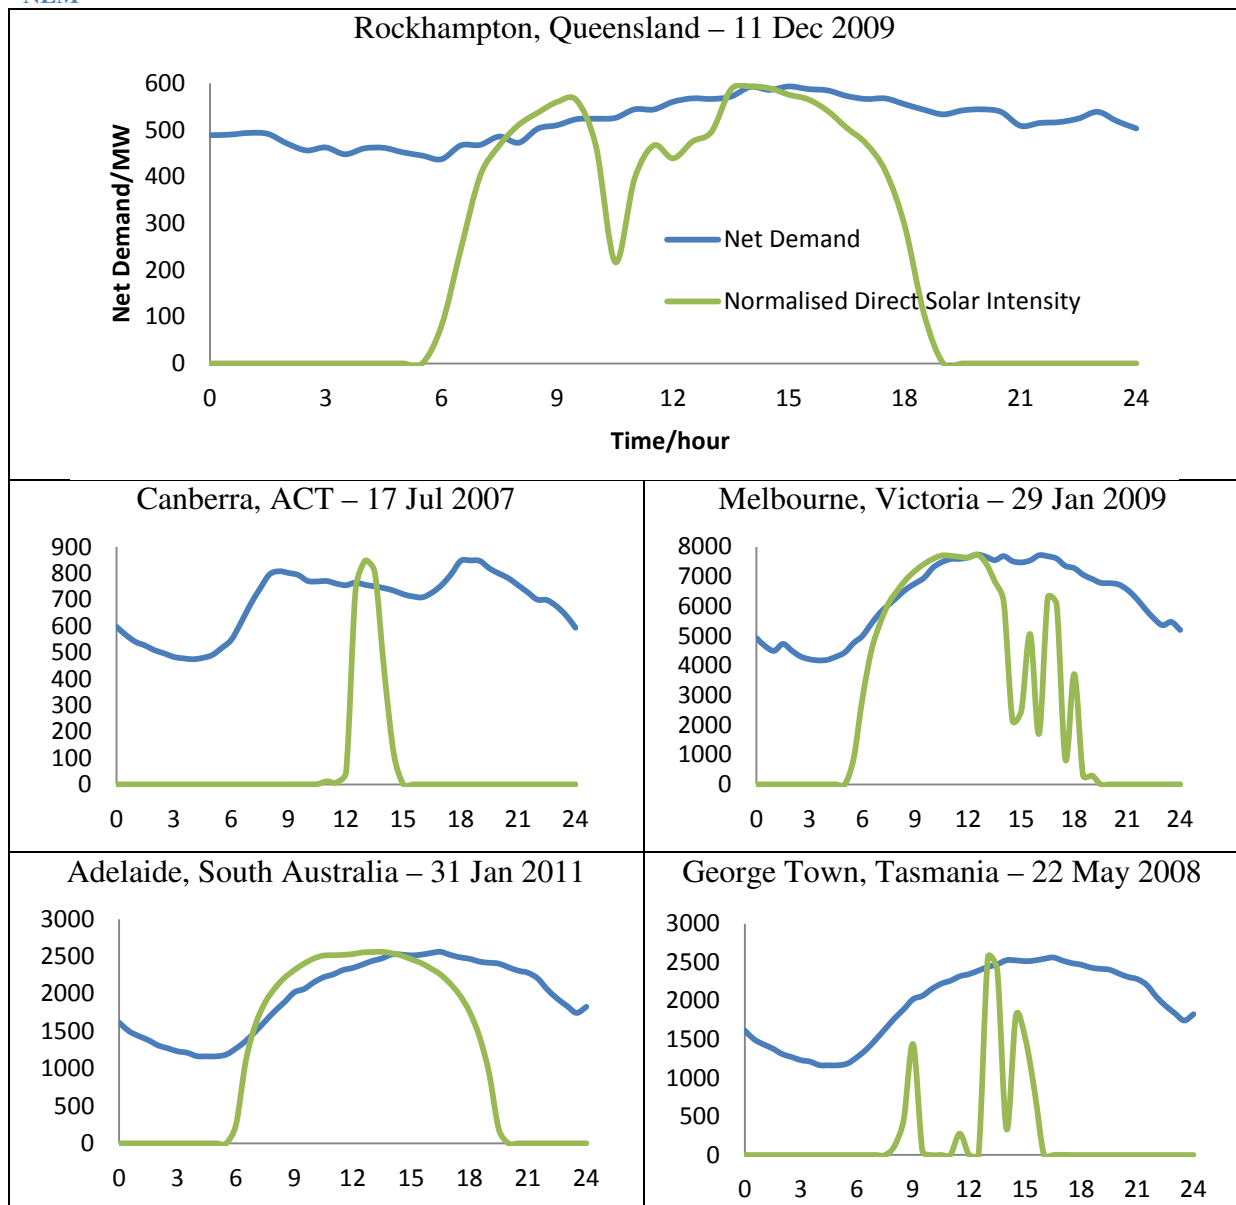 NEM
Rockhampton, Queensland – 11 Dec 2009
600
500
400
300
200
100
0
Net Demand/MW
Net Demand
Normalised Direct Solar Intensity
0 3 6 9 12 15 18 21 24
Time/hour
Canberra, ACT – 17 Jul 2007
900
800
700
600
500
400
300
200
100
0
0 3 6 9 12 15 18 21 24
Melbourne, Victoria – 29 Jan 2009
8000
7000
6000
5000
4000
3000
2000
1000
0
0 3 6 9 12 15 18 21 24
Adelaide, South Australia – 31 Jan 2011
3000
2500
2000
1500
1000
500
0
0 3 6 9 12 15 18 21 24
George Town, Tasmania – 22 May 2008
3000
2500
2000
1500
1000
500
0
0 3 6 9 12 15 18 21 24